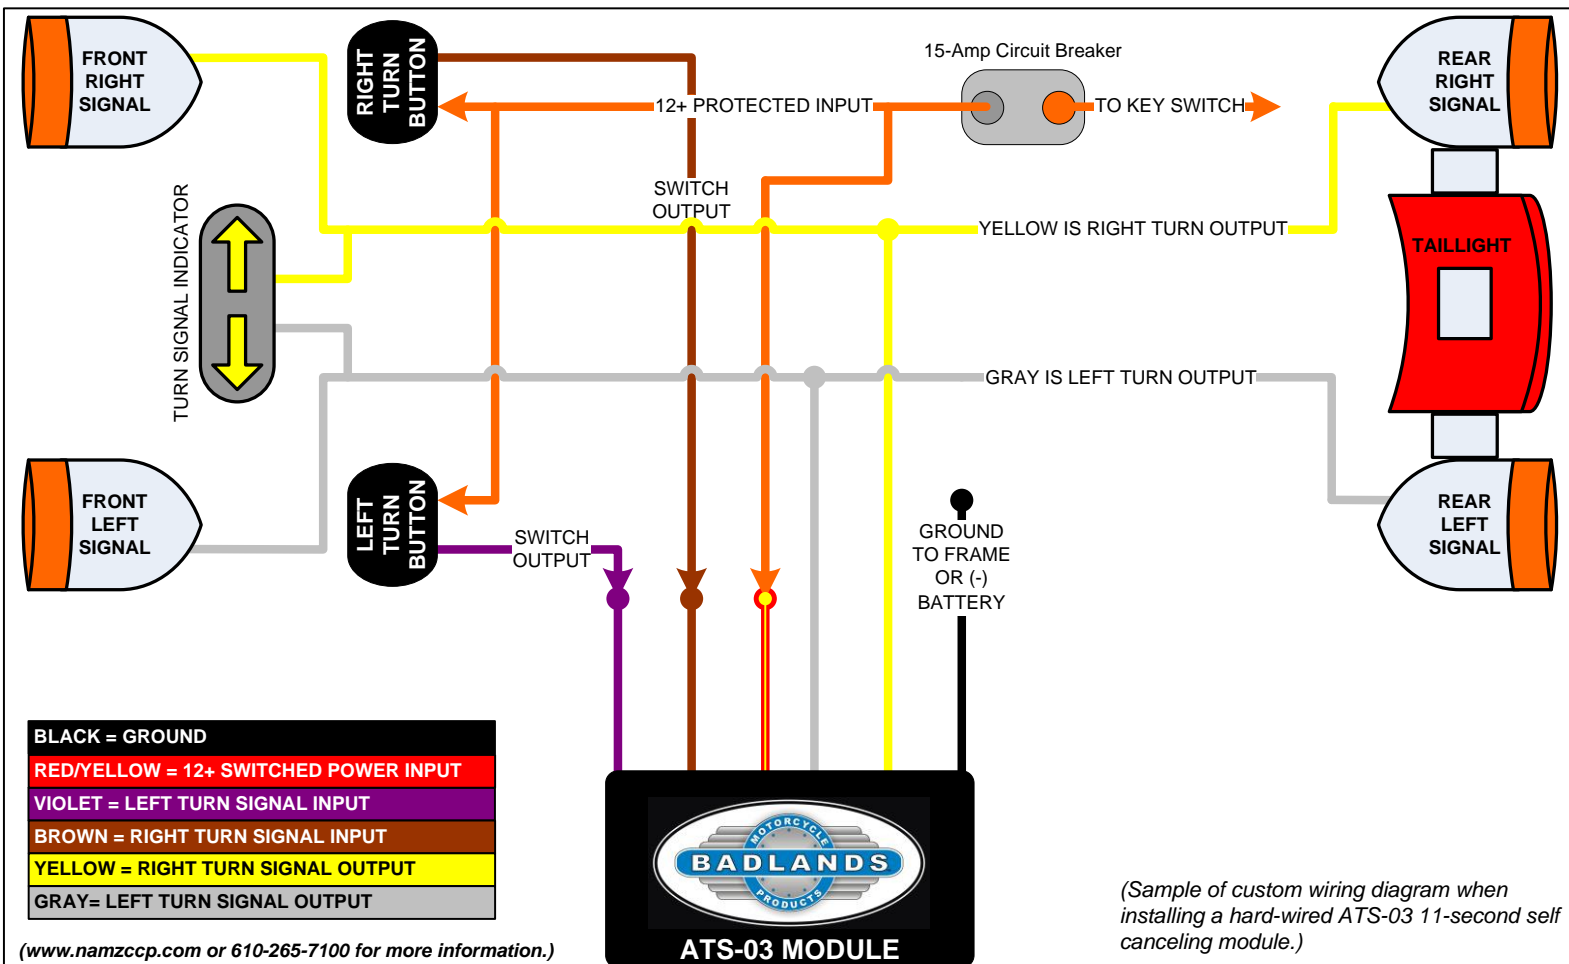 FRONT
RIGHT
SIGNAL
RIGHT
TURN
BUTTON
15-Amp Circuit Breaker
12+ PROTECTED INPUT
TO KEY SWITCH
REAR
RIGHT
SIGNAL
SWITCH
OUTPUT
TURN SIGNAL INDICATOR
YELLOW IS RIGHT TURN OUTPUT
TAILLIGHT
GRAY IS LEFT TURN OUTPUT
FRONT
LEFT
SIGNAL
LEFT
TURN
BUTTON
SWITCH
OUTPUT
GROUND
TO FRAME
OR (-)
BATTERY
REAR
LEFT
SIGNAL
BLACK = GROUND
RED/YELLOW = 12+ SWITCHED POWER INPUT
VIOLET = LEFT TURN SIGNAL INPUT
BROWN = RIGHT TURN SIGNAL INPUT
YELLOW = RIGHT TURN SIGNAL OUTPUT
GRAY= LEFT TURN SIGNAL OUTPUT
(www.namzccp.com or 610-265-7100 for more information.)
MOTORCYCLE
BADLANDS
PRODUCTS
ATS-03 MODULE
(Sample of custom wiring diagram when
installing a hard-wired ATS-03 11-second self
canceling module.)